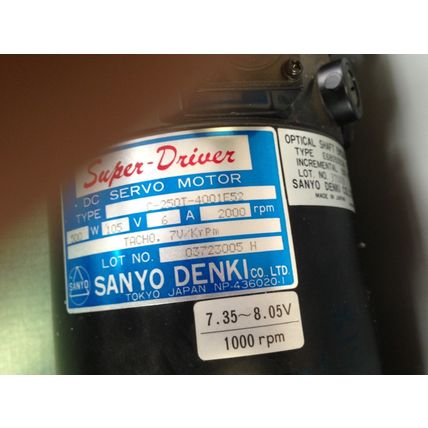 Super-Driver
DC SERVO MOTOR
TYPE -250T-4001E52
W 105 V 6 A 2000 rpm
TACHO. 7V/Krpm
LOT NO. 03723005 H
SANYO
SANYO DENKI CO. LTD.
TOKYO JAPAN NP-436020-1
OPTICAL SHAFT
TYPE
INCREMENTAL
LOT NO.
SANYO DENKI
MADE IN JAPAN
7.35～8.05V
1000 rpm